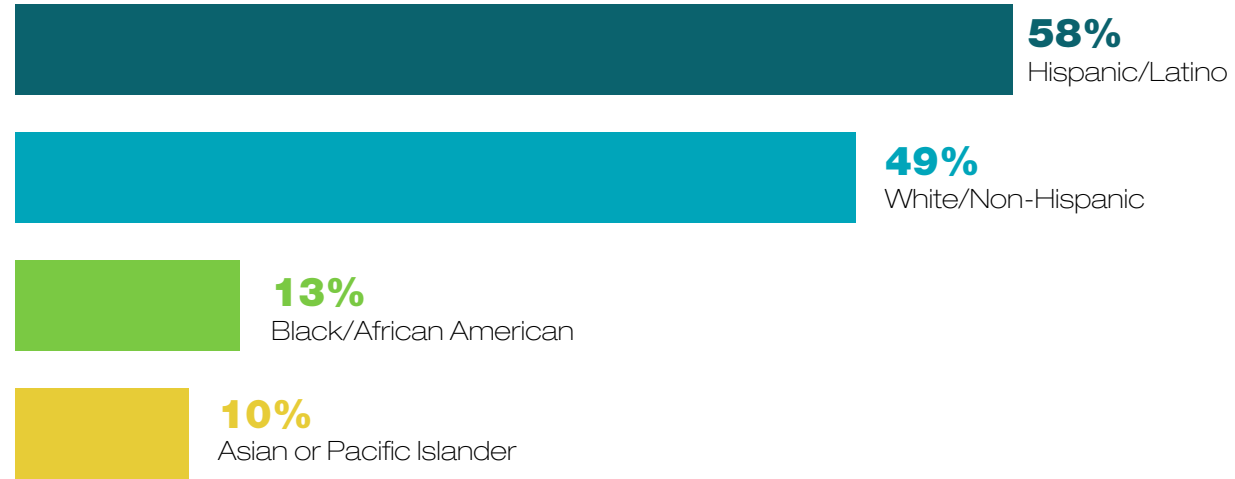 58%
Hispanic/Latino
49%
White/Non-Hispanic
13%
Black/African American
10%
Asian or Pacific Islander